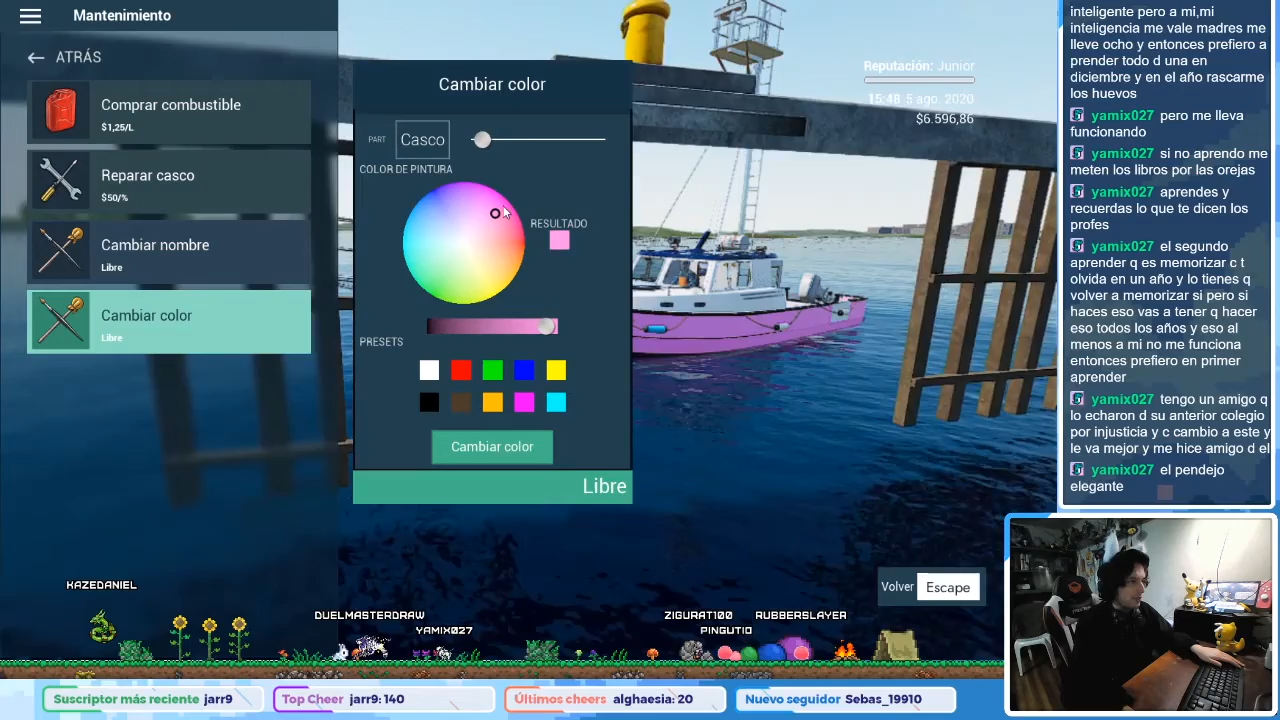 Mantenimiento
ATRÁS
Comprar combustible
$1,25/L
Reparar casco
$50/%
Cambiar nombre
Libre
Cambiar color
Libre
Cambiar color
PART
Casco
COLOR DE PINTURA
RESULTADO
PRESETS
Cambiar color
Libre
Reputación: Junior
15:48 5 ago. 2020
$6.596,86
Volver
Escape
inteligente pero a mi,mi
inteligencia me vale madres me
lleve ocho y entonces prefiero a
prender todo d una en
diciembre y en el año rascarme
los huevos
yamix027 pero me lleva
funcionando
yamix027 si no aprendo me
meten los libros por las orejas
yamix027 aprendes y
recuerdas lo que te dicen los
profes
yamix027 el segundo
aprender q es memorizar c t
olvida en un año y lo tienes q
volver a memorizar si pero si
haces eso vas a tener q hacer
eso todos los años y eso al
menos a mi no me funciona
entonces prefiero en primer
aprender
yamix027 tengo un amigo q
lo echaron d su anterior colegio
por injusticia y c cambio a este y
le va mejor y me hice amigo d el
yamix027 el pendejo
elegante
KAZEDANIEL
DUELMASTERDRAW
YAMIX027
ZIGURAT100
RUBBERSLAYER
PINGUTIO
Suscriptor más reciente jarr9
Top Cheer jarr9: 140
Últimos cheers alghaesia: 20
Nuevo seguidor Sebas_19910